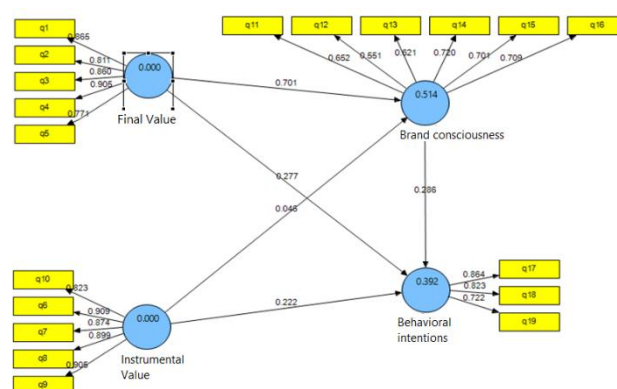 q1
q2
q3
q4
q5
0.865
0.811
0.860
0.905
0.771
0.000
Final Value
q11
q12
q13
q14
q15
q16
0.652
0.551
0.621
0.720
0.701
0.709
0.514
Brand consciousness
0.701
0.277
0.046
0.286
0.222
q10
q6
q7
q8
q9
0.823
0.909
0.874
0.899
0.905
0.000
Instrumental
Value
0.392
Behavioral
intentions
0.864
0.823
0.722
q17
q18
q19